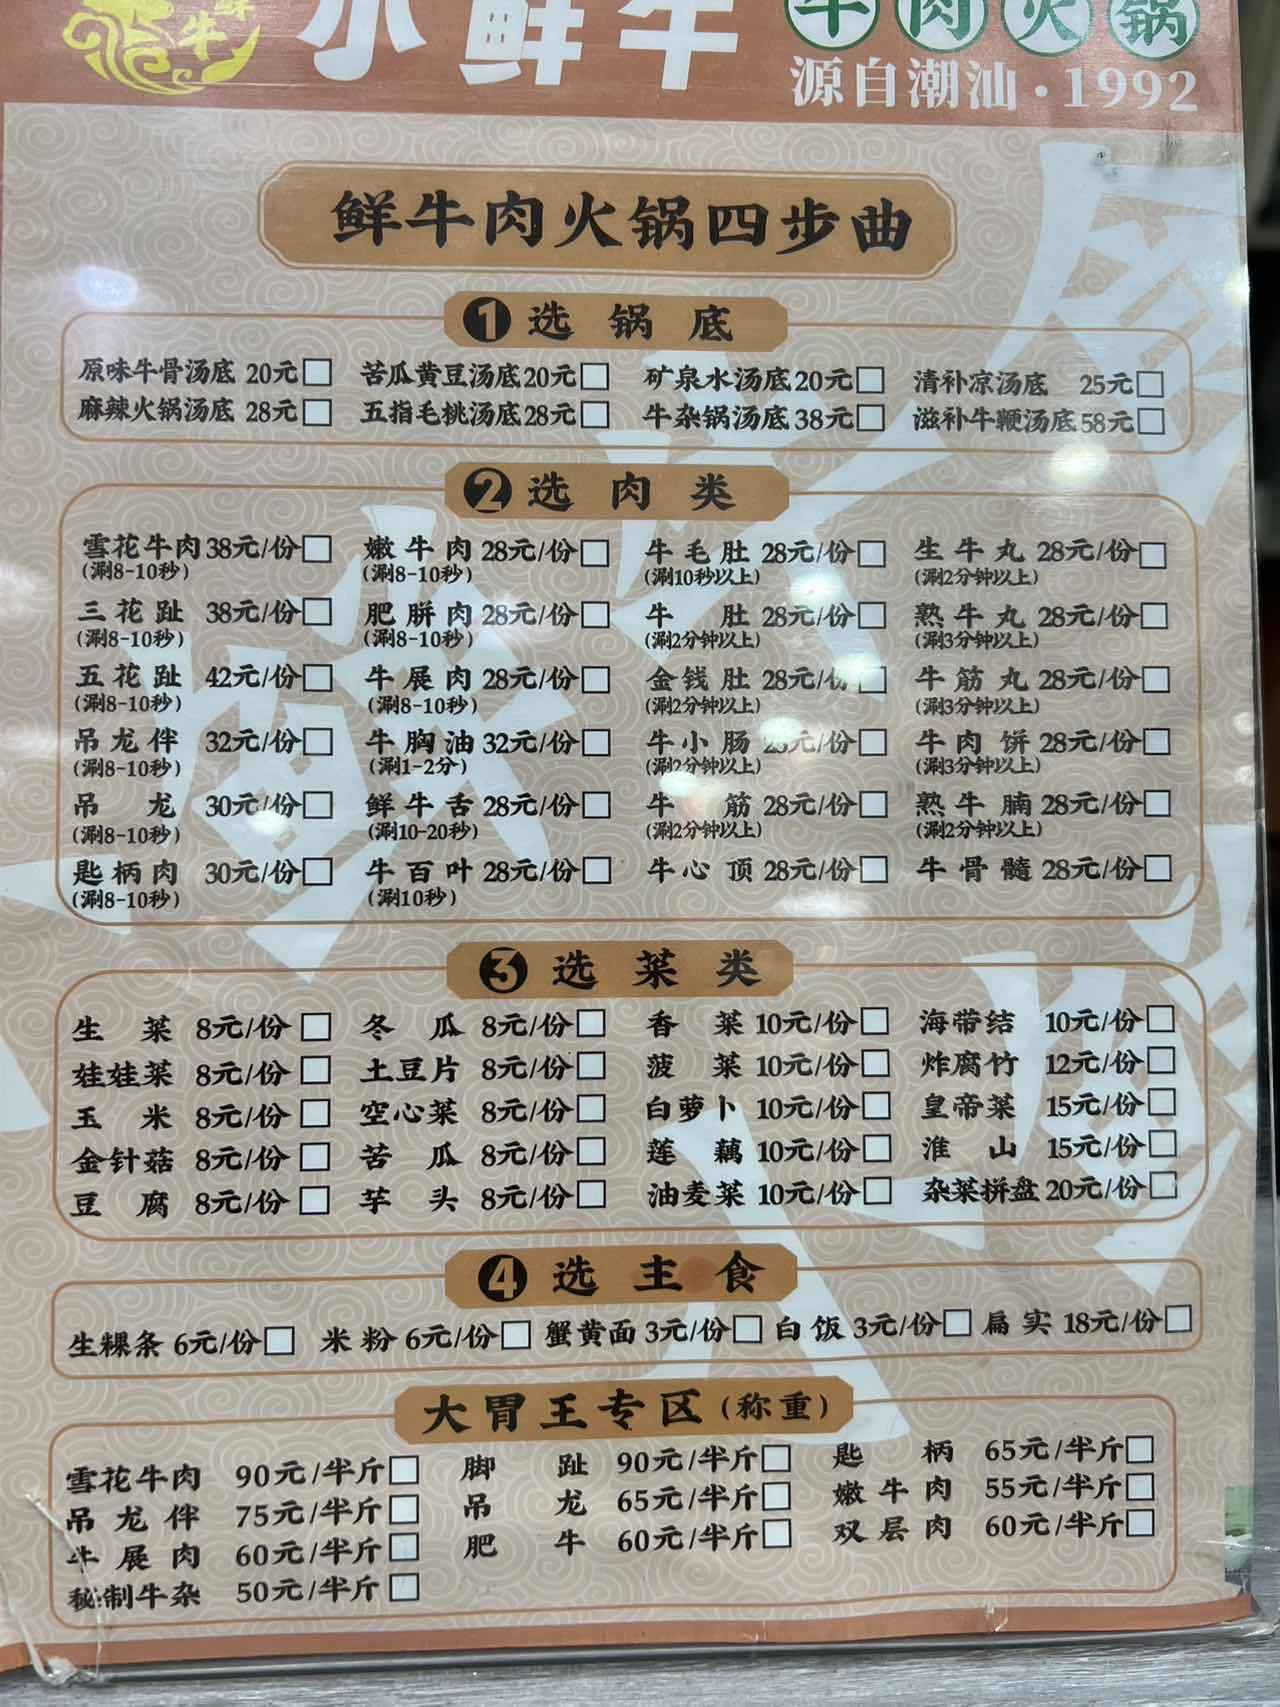 鲜牛
小鲜牛 牛肉火锅
源自潮汕·1992
鲜牛肉火锅四步曲
1 选锅底
原味牛骨汤底 20元 苦瓜黄豆汤底20元 矿泉水汤底20元 清补凉汤底 25元
麻辣火锅汤底 28元 五指毛桃汤底28元 牛杂锅汤底38元 滋补牛鞭汤底58元
2 选肉类
雪花牛肉38元/份 嫩牛肉28元/份 牛毛肚28元/份 生牛丸28元/份
(涮8-10秒) (涮8-10秒) (涮10秒以上) (涮2分钟以上)
三花趾 38元/份 肥胼肉28元/份 牛肚28元/份 熟牛丸28元/份
(涮8-10秒) (涮8-10秒) (涮2分钟以上) (涮3分钟以上)
五花趾 42元/份 牛展肉28元/份 金钱肚28元/份 牛筋丸28元/份
(涮8-10秒) (涮8-10秒) (涮2分钟以上) (涮3分钟以上)
吊龙伴 32元/份 牛胸油32元/份 牛小肠 元/份 牛肉饼28元/份
(涮8-10秒) (涮1-2分) (涮2分钟以上) (涮3分钟以上)
吊龙 30元/份 鲜牛舌28元/份 牛筋28元/份 熟牛腩28元/份
(涮8-10秒) (涮10-20秒) (涮2分钟以上) (涮2分钟以上)
匙柄肉 30元/份 牛百叶28元/份 牛心顶28元/份 牛骨髓28元/份
(涮8-10秒) (涮10秒)
3 选菜类
生菜 8元/份 冬瓜 8元/份 香菜 10元/份 海带结 10元/份
娃娃菜 8元/份 土豆片 8元/份 菠菜 10元/份 炸腐竹 12元/份
玉米 8元/份 空心菜 8元/份 白萝卜 10元/份 皇帝菜 15元/份
金针菇 8元/份 苦瓜 8元/份 莲藕 10元/份 淮山 15元/份
豆腐 8元/份 芋头 8元/份 油麦菜 10元/份 杂菜拼盘20元/份
4 选主食
生粿条 6元/份 米粉 6元/份 蟹黄面 3元/份 白饭 3元/份 扁实 18元/份
大胃王专区(称重)
雪花牛肉 90元/半斤 脚趾 90元/半斤 匙柄 65元/半斤
吊龙伴 75元/半斤 吊龙 65元/半斤 嫩牛肉 55元/半斤
牛展肉 60元/半斤 肥牛 60元/半斤 双层肉 60元/半斤
秘制牛杂 50元/半斤